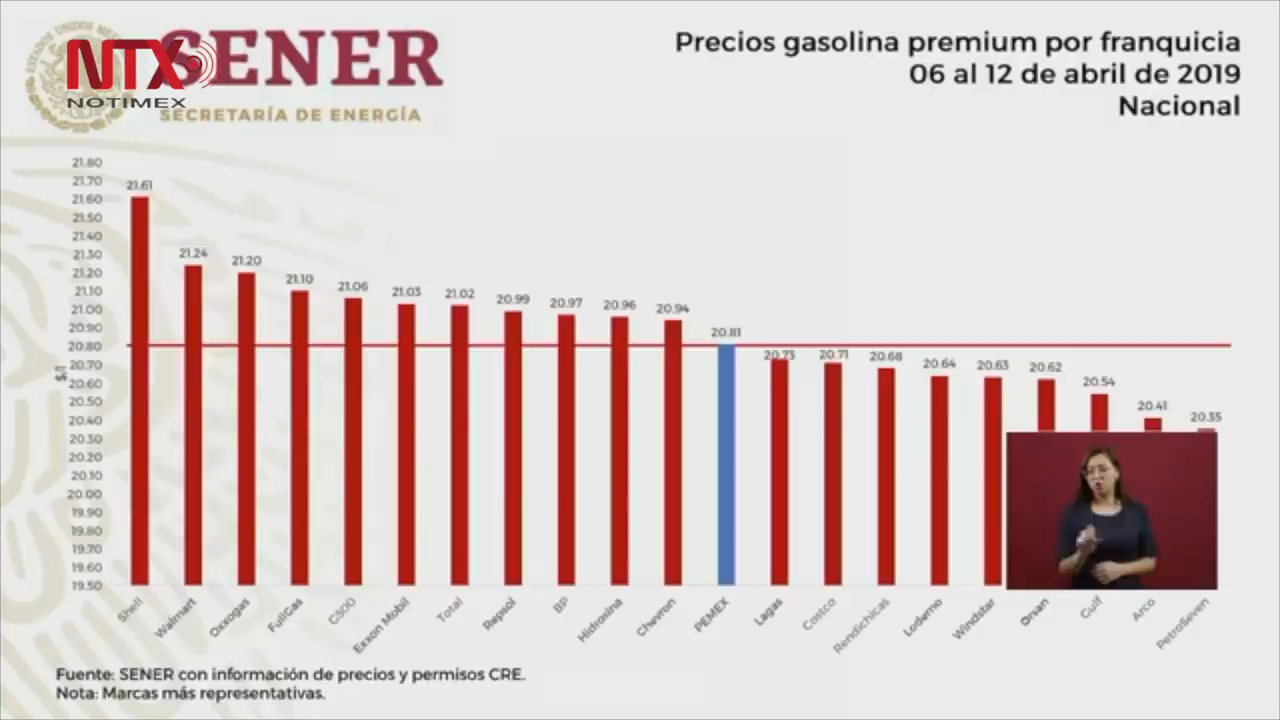 NTX
NOTIMEX
SENER
SECRETARÍA DE ENERGÍA
Precios gasolina premium por franquicia
06 al 12 de abril de 2019
Nacional
21.80
21.70
21.60
21.50
21.40
21.30
21.20
21.10
21.00
20.90
20.80
20.70
20.60
20.50
20.40
20.30
20.20
20.10
20.00
19.90
19.80
19.70
19.60
19.50
$/l
21.61
21.24
21.20
21.10
21.06
21.03
21.02
20.99
20.97
20.96
20.94
20.81
20.73
20.71
20.68
20.64
20.63
20.62
20.54
20.41
20.35
Shell
Walmart
Oxxogas
FullGas
CSOO
Exxon Mobil
Total
Repsol
BP
Hidrosina
Chevron
PEMEX
Lagas
Costco
Rendichicas
Lodemo
Windstar
Orsan
Gulf
Arco
PetroSeven
Fuente: SENER con información de precios y permisos CRE.
Nota: Marcas más representativas.